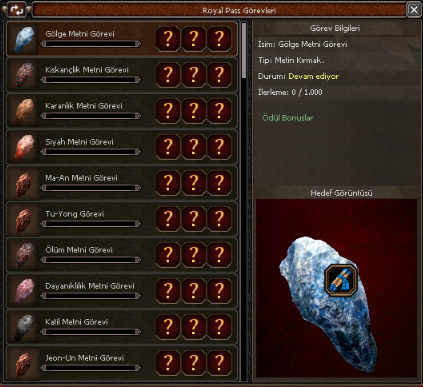 Royal Pass Görevleri
Gölge Metni Görevi
? ? ?
Kıskançlık Metni Görevi
? ? ?
Karanlık Metni Görevi
? ? ?
Siyah Metni Görevi
? ? ?
Ma-An Metni Görevi
? ? ?
Tu-Yong Görevi
? ? ?
Ölüm Metni Görevi
? ? ?
Dayanıklılık Metni Görevi
? ? ?
Katil Metni Görevi
? ? ?
Jeon-Un Metni Görevi
? ? ?
Görev Bilgileri
İsim: Gölge Metni Görevi
Tip: Metin Kırmak.
Durum: Devam ediyor
İlerleme: 0 / 1.000
Ödül Bonuslar
Hedef Görüntüsü